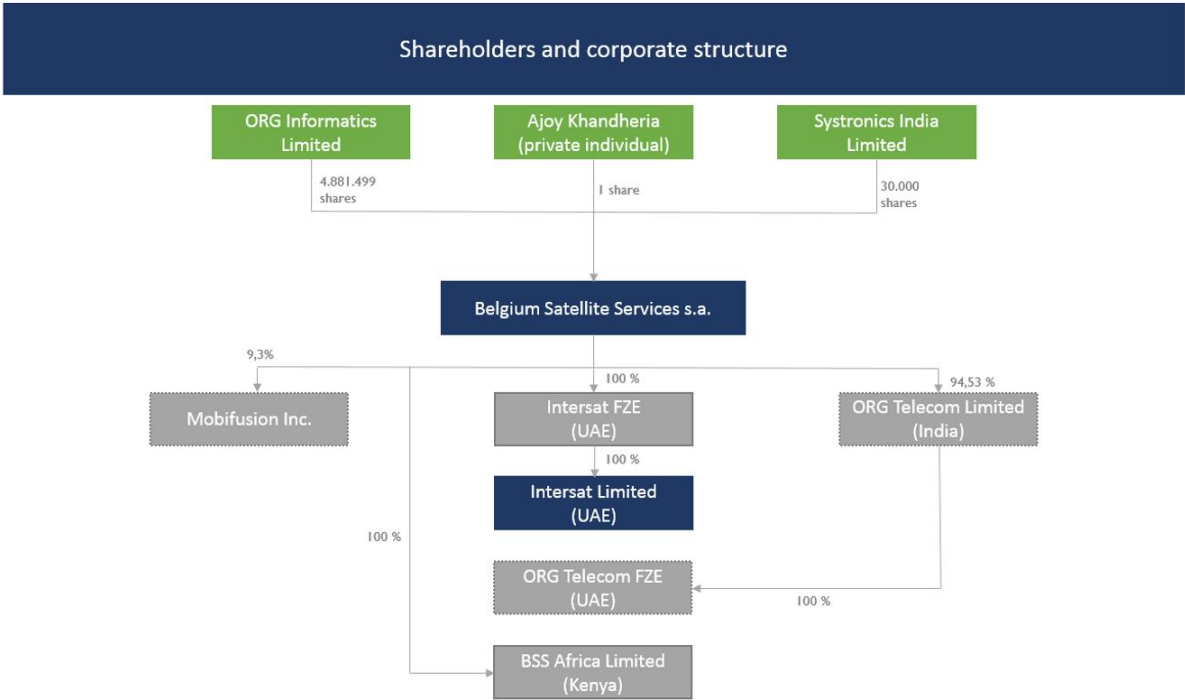 Shareholders and corporate structure
ORG Informatics
Limited
Ajoy Khandheria
(private individual)
Systronics India
Limited
4.881.499
shares
1 share
30.000
shares
Belgium Satellite Services s.a.
9,3%
100 %
94,53 %
Mobifusion Inc.
Intersat FZE
(UAE)
ORG Telecom Limited
(India)
100 %
Intersat Limited
(UAE)
100 %
ORG Telecom FZE
(UAE)
100 %
BSS Africa Limited
(Kenya)